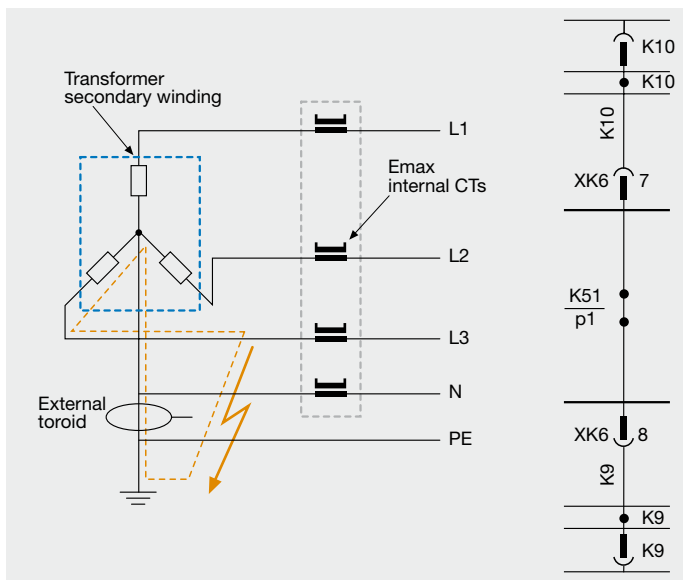 Transformer
secondary winding
L1
Emax
internal CTs
L2
L3
N
External
toroid
PE
K10
K10
K10
XK6 7
K51
p1
XK6 8
K9
K9
K9